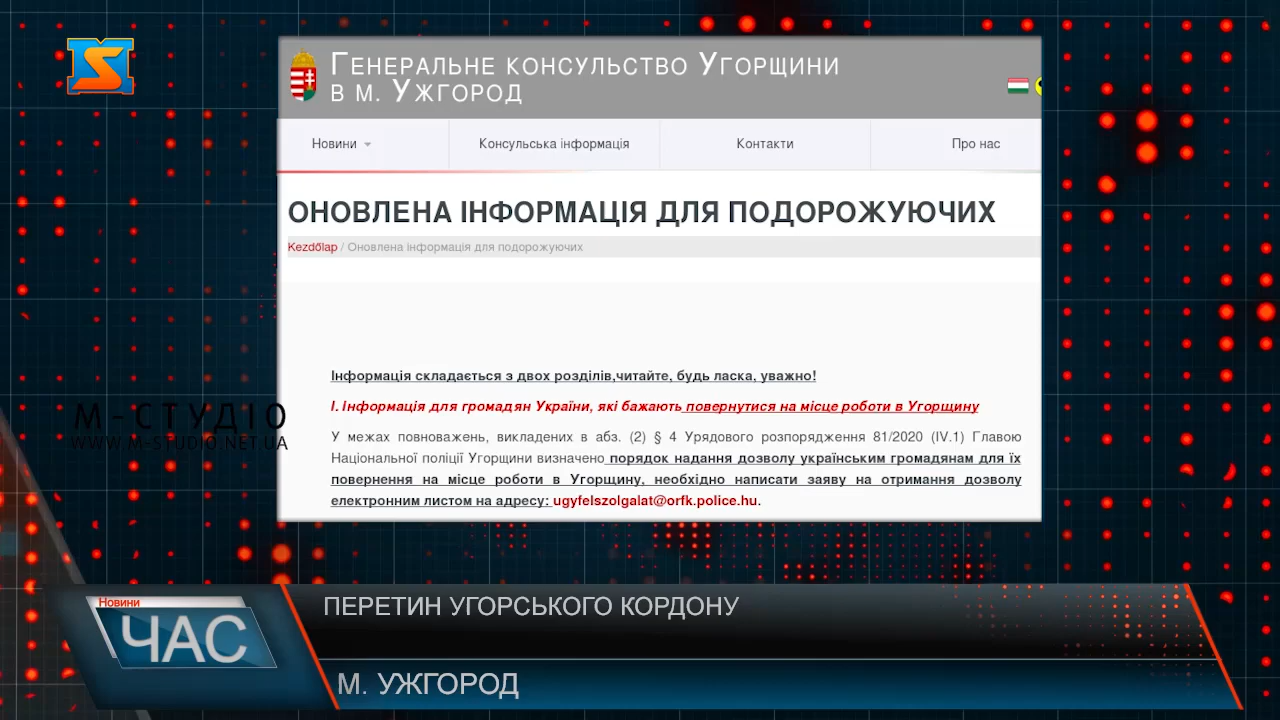 Генеральне консульство Угорщини
в м. Ужгород
Новини
Консульська інформація
Контакти
Про нас
ОНОВЛЕНА ІНФОРМАЦІЯ ДЛЯ ПОДОРОЖУЮЧИХ
Kezdőlap / Оновлена інформація для подорожуючих
Інформація складається з двох розділів,читайте, будь ласка, уважно!
І. Інформація для громадян України, які бажають повернутися на місце роботи в Угорщину
У межах повноважень, викладених в абз. (2) § 4 Урядового розпорядження 81/2020 (IV.1) Главою
Національної поліції Угорщини визначено порядок надання дозволу українським громадянам для їх
повернення на місце роботи в Угорщину, необхідно написати заяву на отримання дозволу
електронним листом на адресу: ugyfelszolgalat@orfk.police.hu.
М-СТУДІО
WWW.M-STUDIO.NET.UA
Новини
ЧАС
ПЕРЕТИН УГОРСЬКОГО КОРДОНУ
М. УЖГОРОД